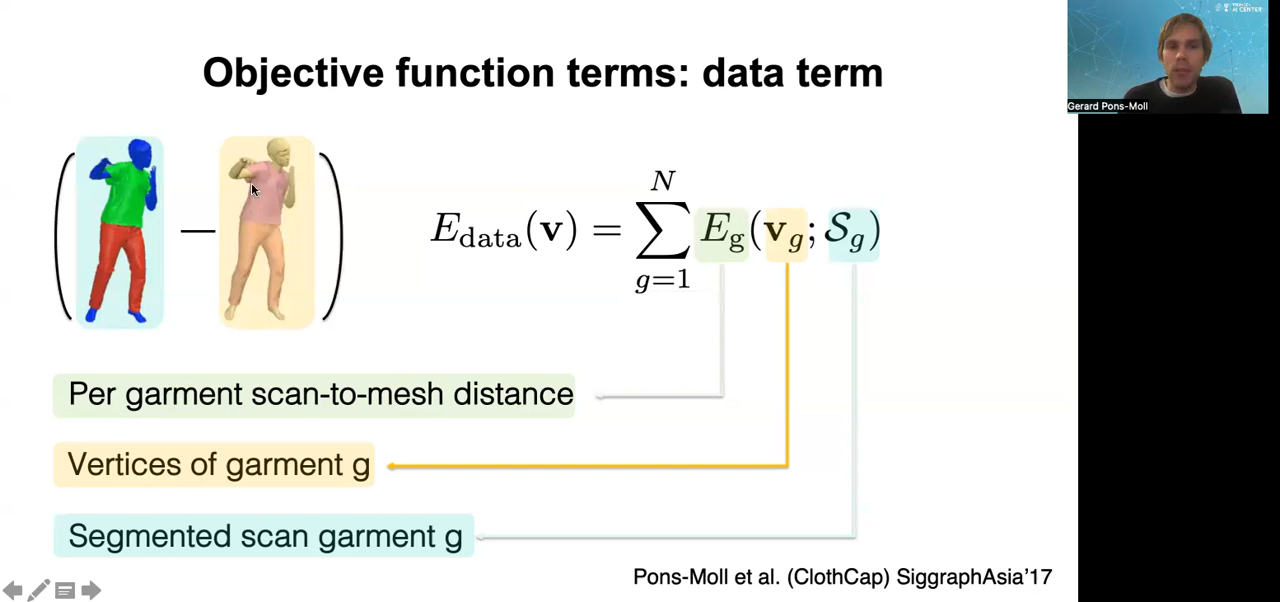 Objective function terms: data term
Gerard Pons-Moll
( − )
E_data(v) = ∑_{g=1}^{N} E_g(v_g; S_g)
Per garment scan-to-mesh distance
Vertices of garment g
Segmented scan garment g
Pons-Moll et al. (ClothCap) SiggraphAsia'17